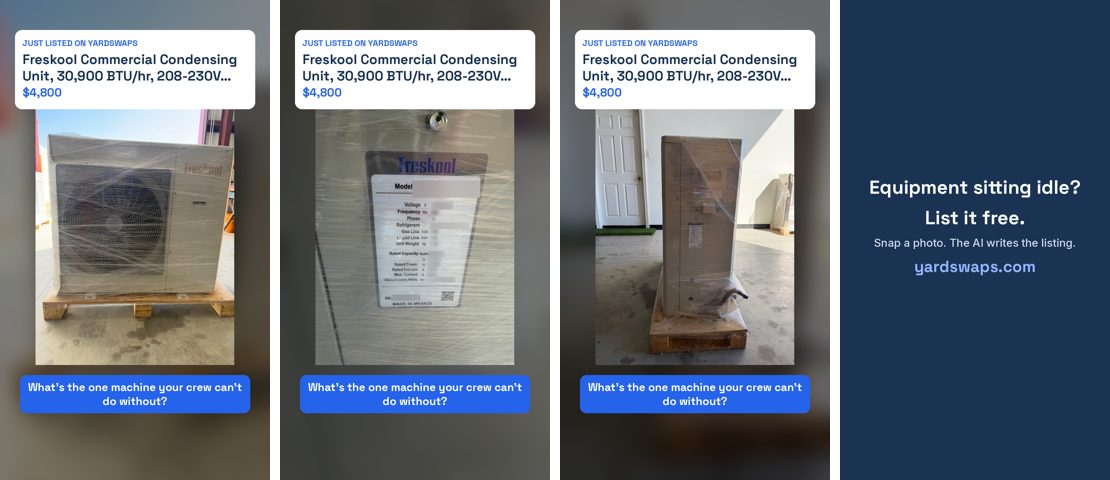 JUST LISTED ON YARDSWAPS
Freskool Commercial Condensing
Unit, 30,900 BTU/hr, 208-230V...
$4,800
Freskool
What's the one machine your crew can't
do without?
JUST LISTED ON YARDSWAPS
Freskool Commercial Condensing
Unit, 30,900 BTU/hr, 208-230V...
$4,800
Freskool
Model
Voltage
Frequency
Phase
Refrigerant
Gas Line
Liquid Line
Unit Weight
Rated Capacity
Rated Power
Rated Current
Max. Current
MADE IN MEXICO
What's the one machine your crew can't
do without?
JUST LISTED ON YARDSWAPS
Freskool Commercial Condensing
Unit, 30,900 BTU/hr, 208-230V...
$4,800
What's the one machine your crew can't
do without?
Equipment sitting idle?
List it free.
Snap a photo. The AI writes the listing.
yardswaps.com